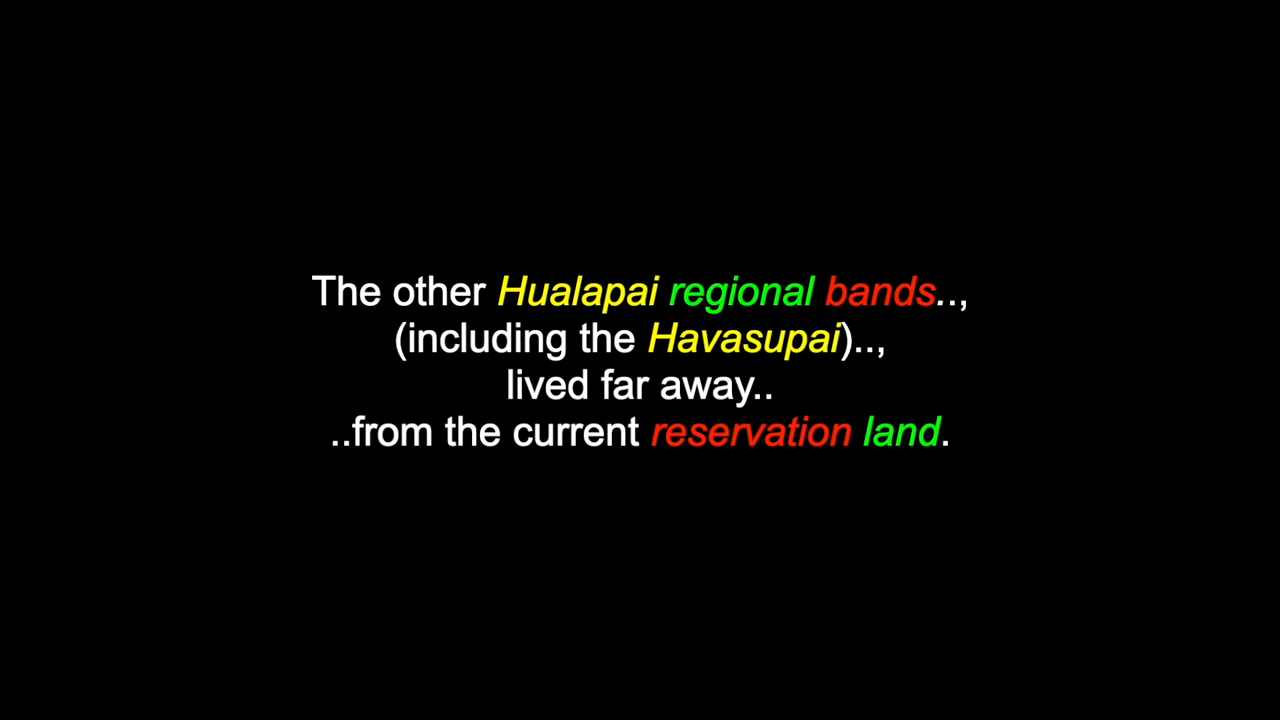 The other Hualapai regional bands..,
(including the Havasupai)..,
lived far away..
..from the current reservation land.